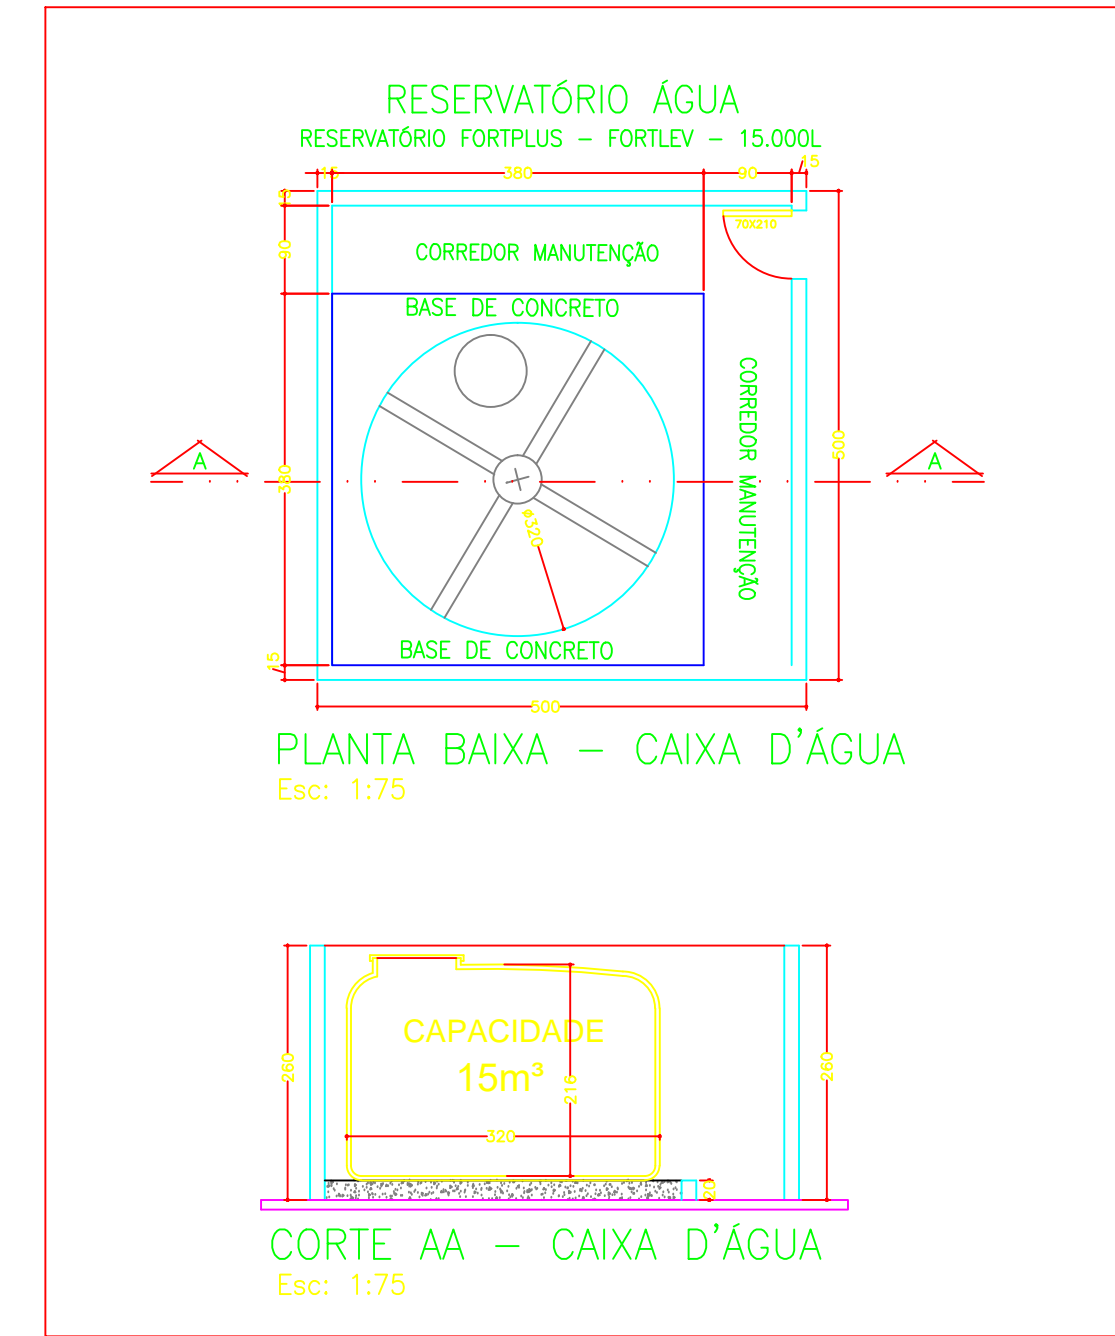 RESERVATÓRIO ÁGUA
RESERVATÓRIO FORTPLUS – FORTLEV – 15.000L
15
380
90
15
15
90
70X210
CORREDOR MANUTENÇÃO
BASE DE CONCRETO
CORREDOR MANUTENÇÃO
500
A
A
380
ø320
BASE DE CONCRETO
15
500
PLANTA BAIXA – CAIXA D'ÁGUA
Esc: 1:75
CAPACIDADE
15m³
260
216
260
320
20
CORTE AA – CAIXA D'ÁGUA
Esc: 1:75